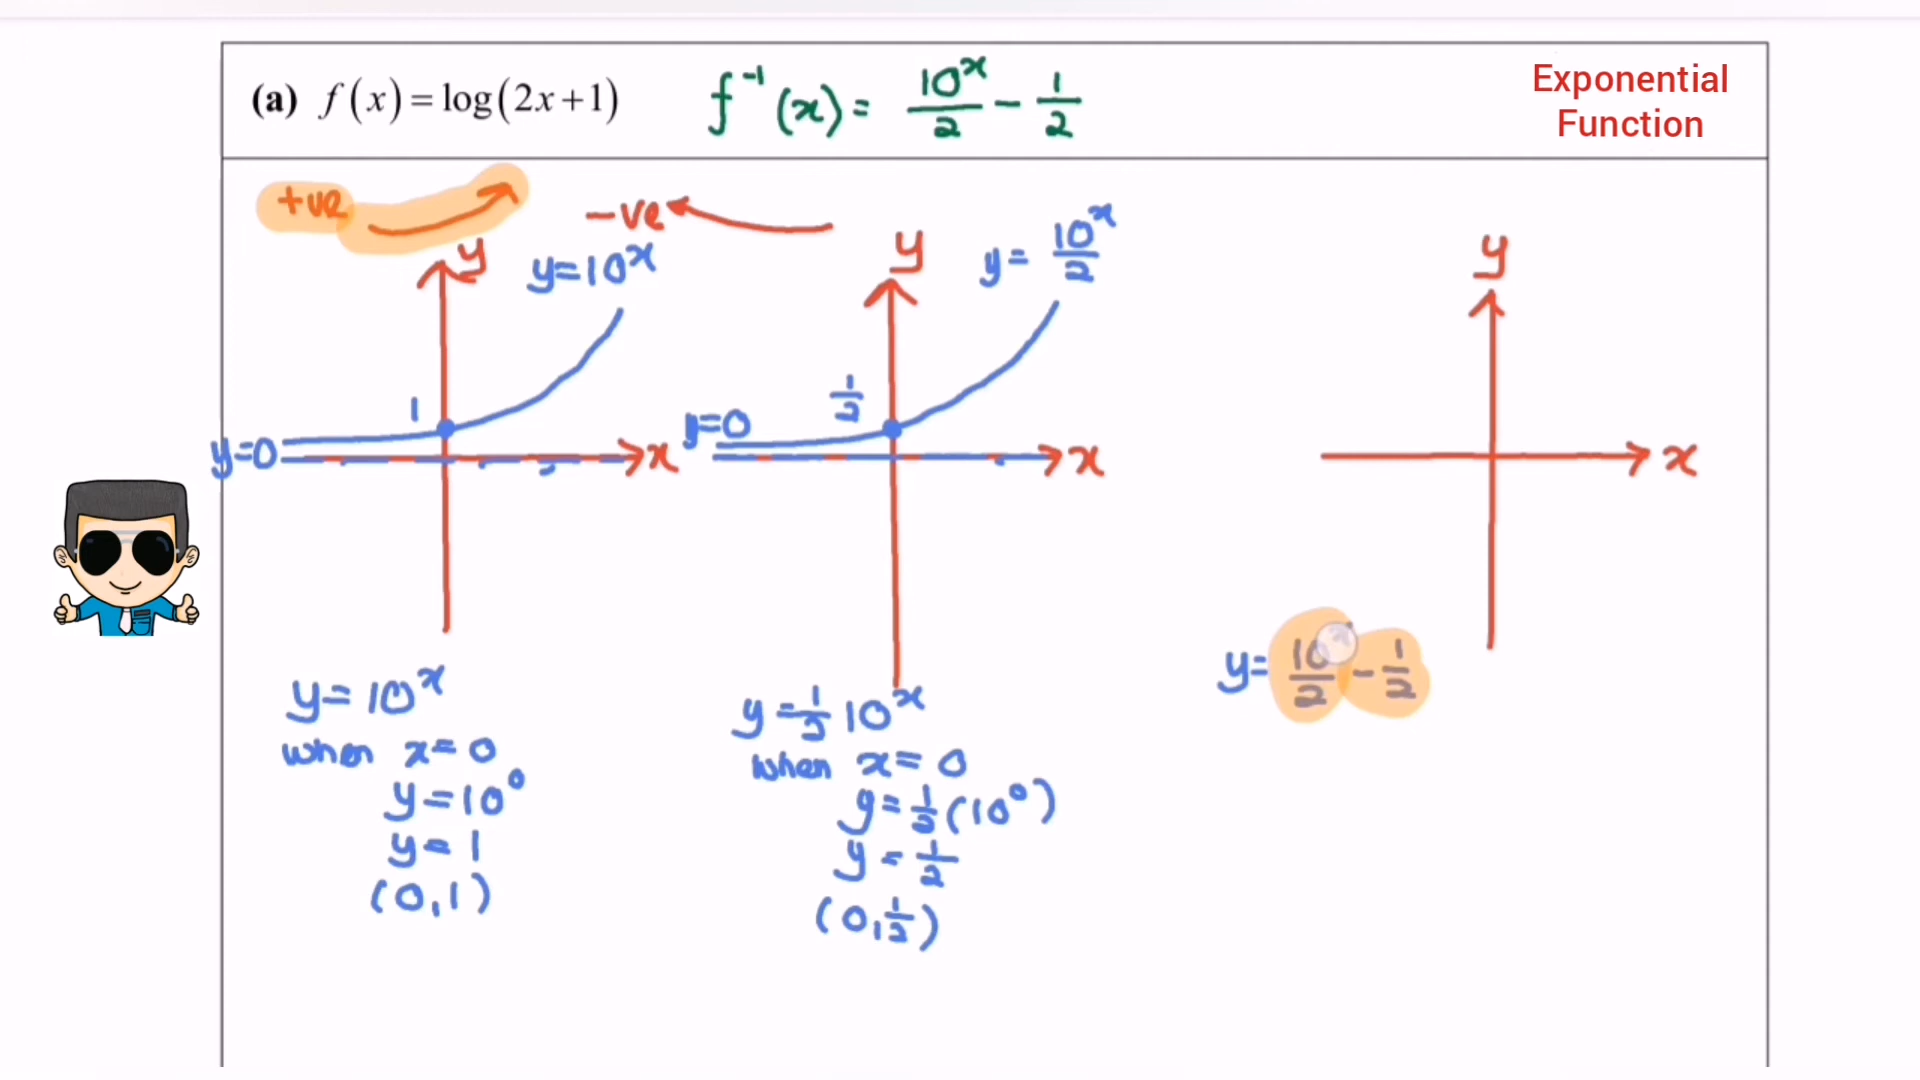 (a) f(x) = log(2x+1)
f⁻¹(x) = 10ˣ/2 - 1/2
Exponential
Function
+ve
-ve
y
y=10ˣ
1
y=0
x
y
y= 10ˣ/2
1/2
y=0
x
y
x
y=10ˣ
when x=0
y=10⁰
y=1
(0,1)
y=1/2 10ˣ
when x=0
y=1/2(10⁰)
y=1/2
(0,1/2)
y=10ˣ/2 - 1/2